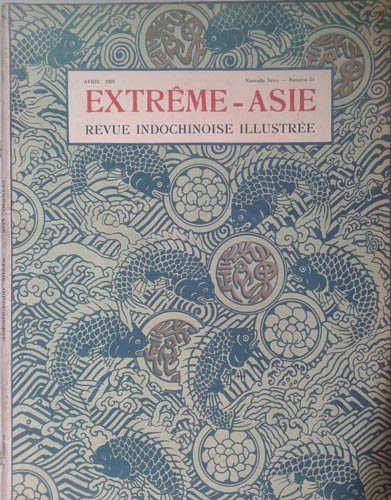 AVRIL
Nouvelle Série — Numéro
EXTRÊME - ASIE
REVUE INDOCHINOISE ILLUSTRÉE